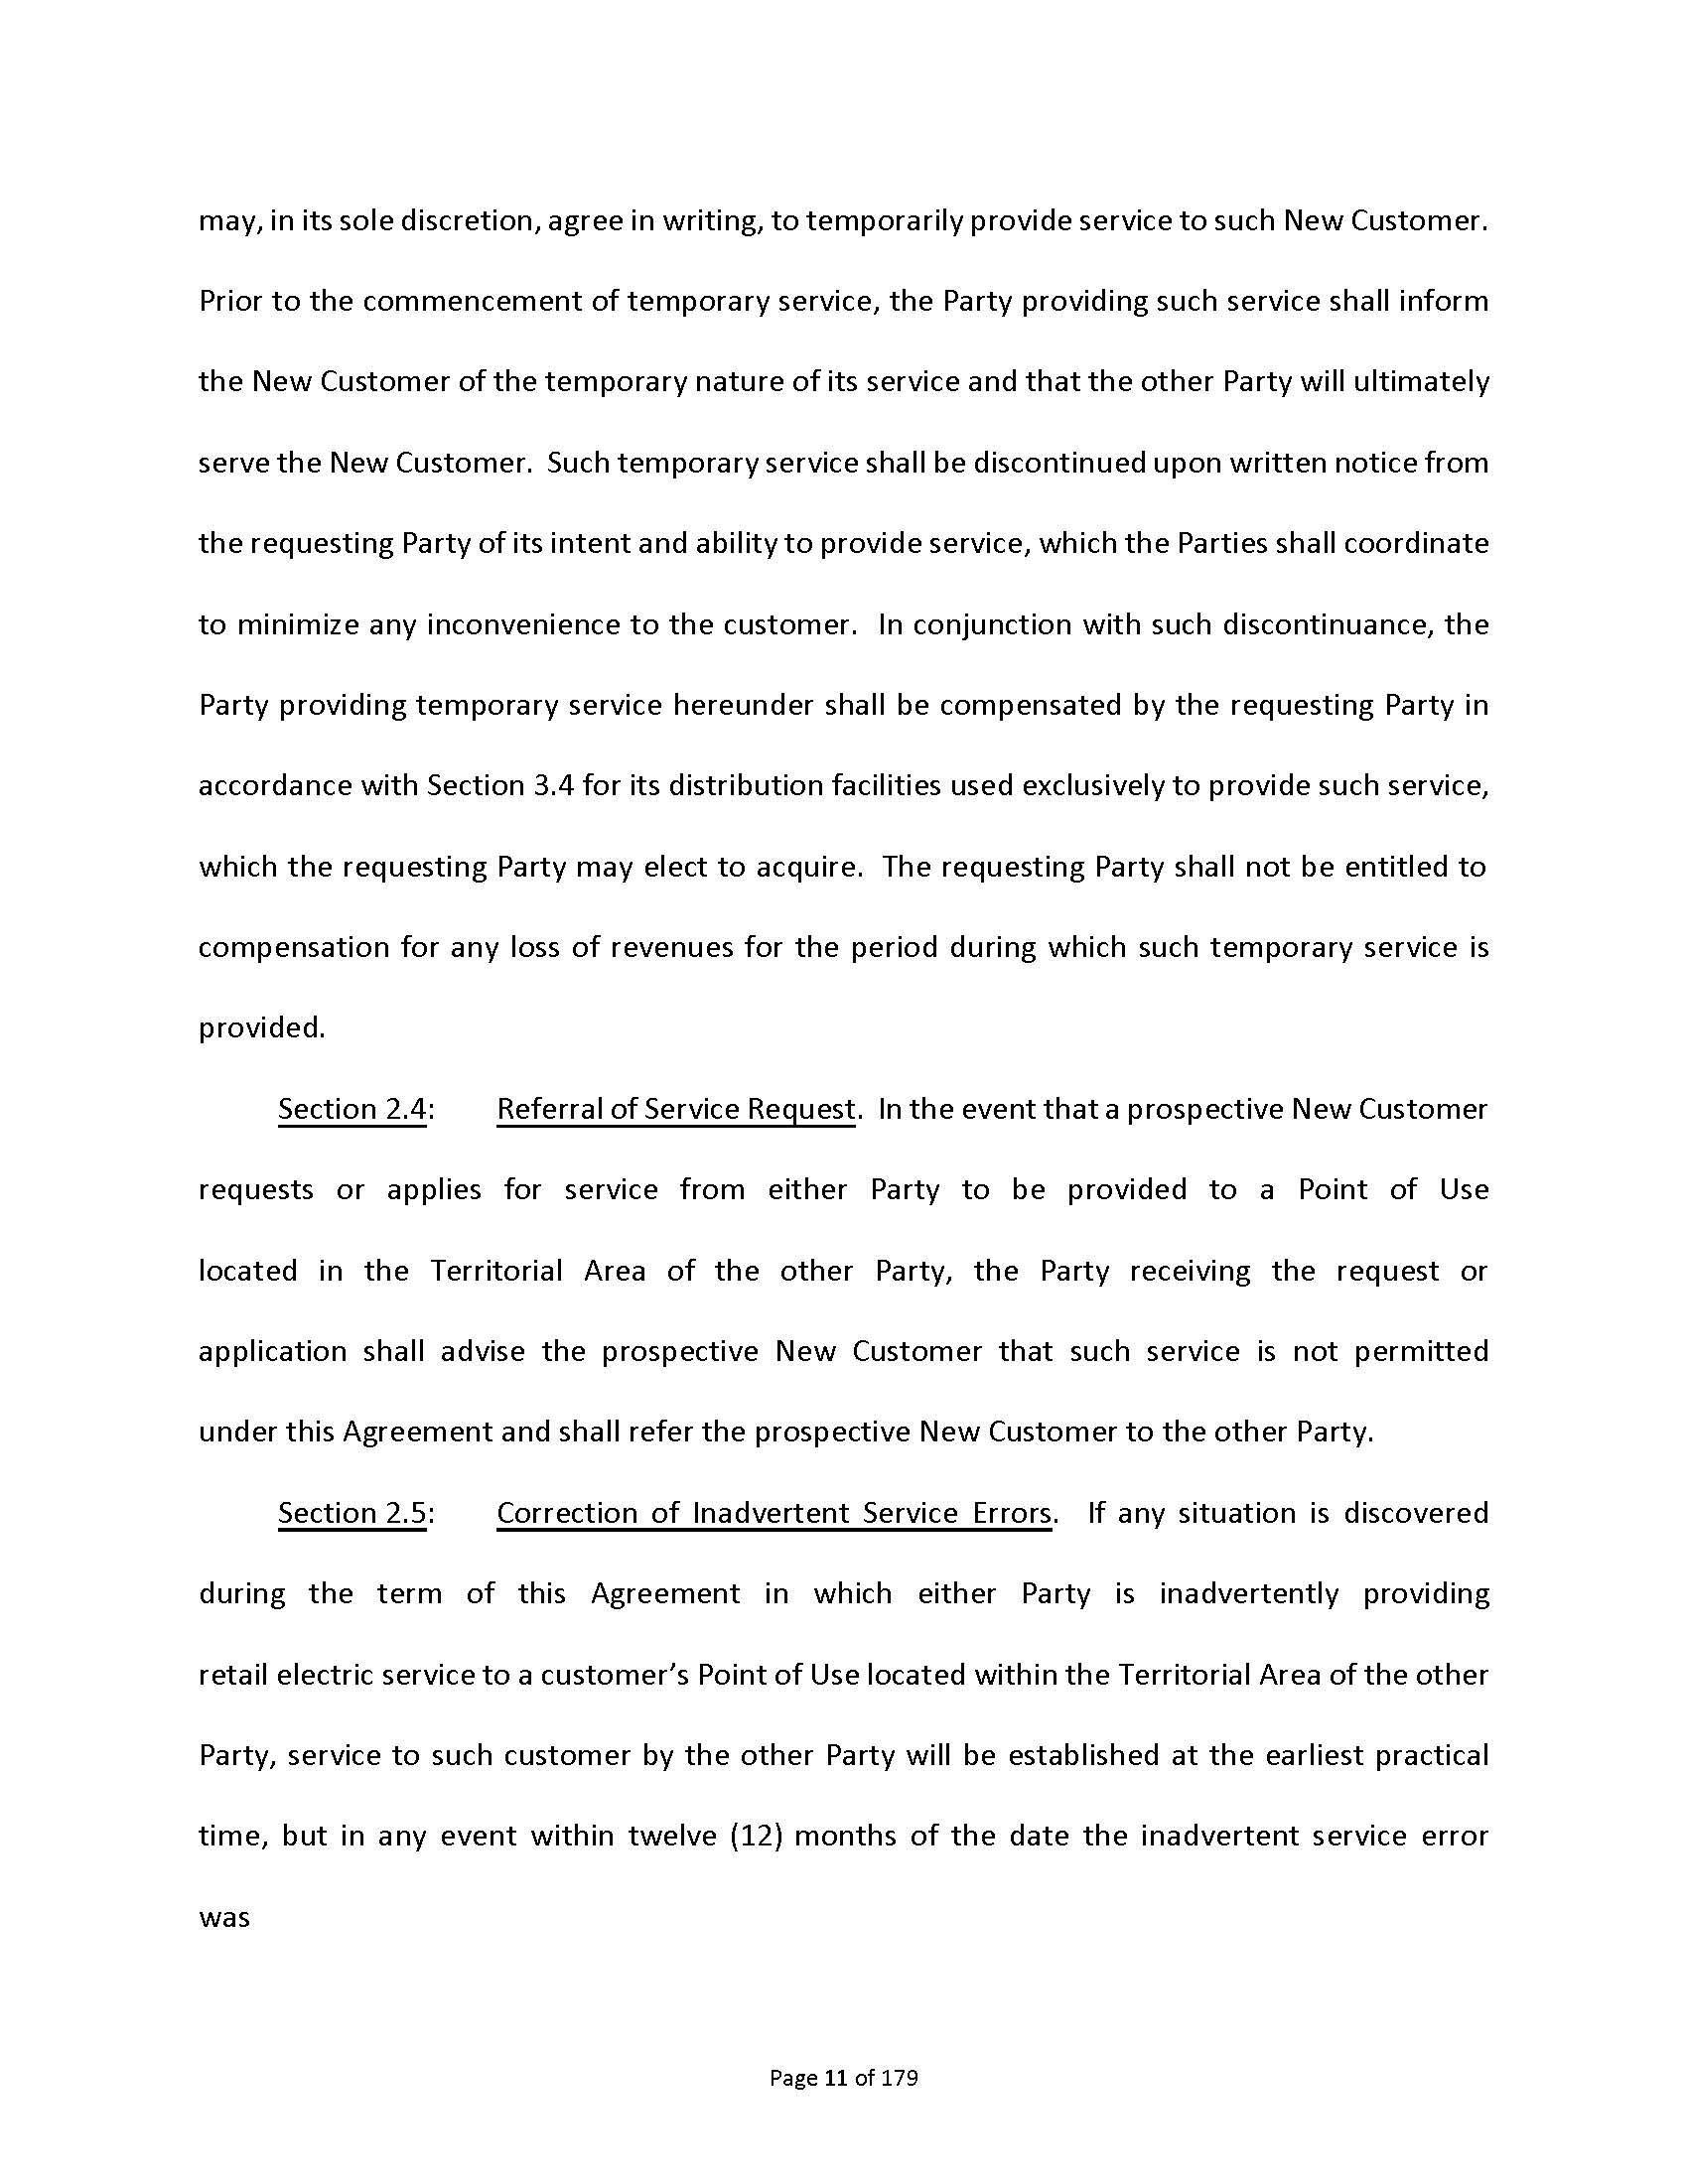 may, in its sole discretion, agree in writing, to temporarily provide service to such New Customer.
Prior to the commencement of temporary service, the Party providing such service shall inform
the New Customer of the temporary nature of its service and that the other Party will ultimately
serve the New Customer.  Such temporary service shall be discontinued upon written notice from
the requesting Party of its intent and ability to provide service, which the Parties shall coordinate
to minimize any inconvenience to the customer.  In conjunction with such discontinuance, the
Party providing temporary service hereunder shall be compensated by the requesting Party in
accordance with Section 3.4 for its distribution facilities used exclusively to provide such service,
which the requesting Party may elect to acquire.  The requesting Party shall not be entitled to
compensation for any loss of revenues for the period during which such temporary service is
provided.
Section 2.4: Referral of Service Request.  In the event that a prospective New Customer
requests or applies for service from either Party to be provided to a Point of Use
located in the Territorial Area of the other Party, the Party receiving the request or
application shall advise the prospective New Customer that such service is not permitted
under this Agreement and shall refer the prospective New Customer to the other Party.
Section 2.5: Correction of Inadvertent Service Errors.  If any situation is discovered
during the term of this Agreement in which either Party is inadvertently providing
retail electric service to a customer’s Point of Use located within the Territorial Area of the other
Party, service to such customer by the other Party will be established at the earliest practical
time, but in any event within twelve (12) months of the date the inadvertent service error
was
Page 11 of 179